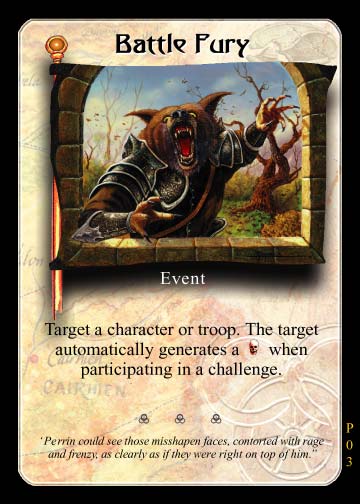 Battle Fury
Event
Target a character or troop. The target
automatically generates a when
participating in a challenge.
Cairhien
CAIRHIEN
'Perrin could see those misshapen faces, contorted with rage
and frenzy, as clearly as if they were right on top of him."
P
0
3